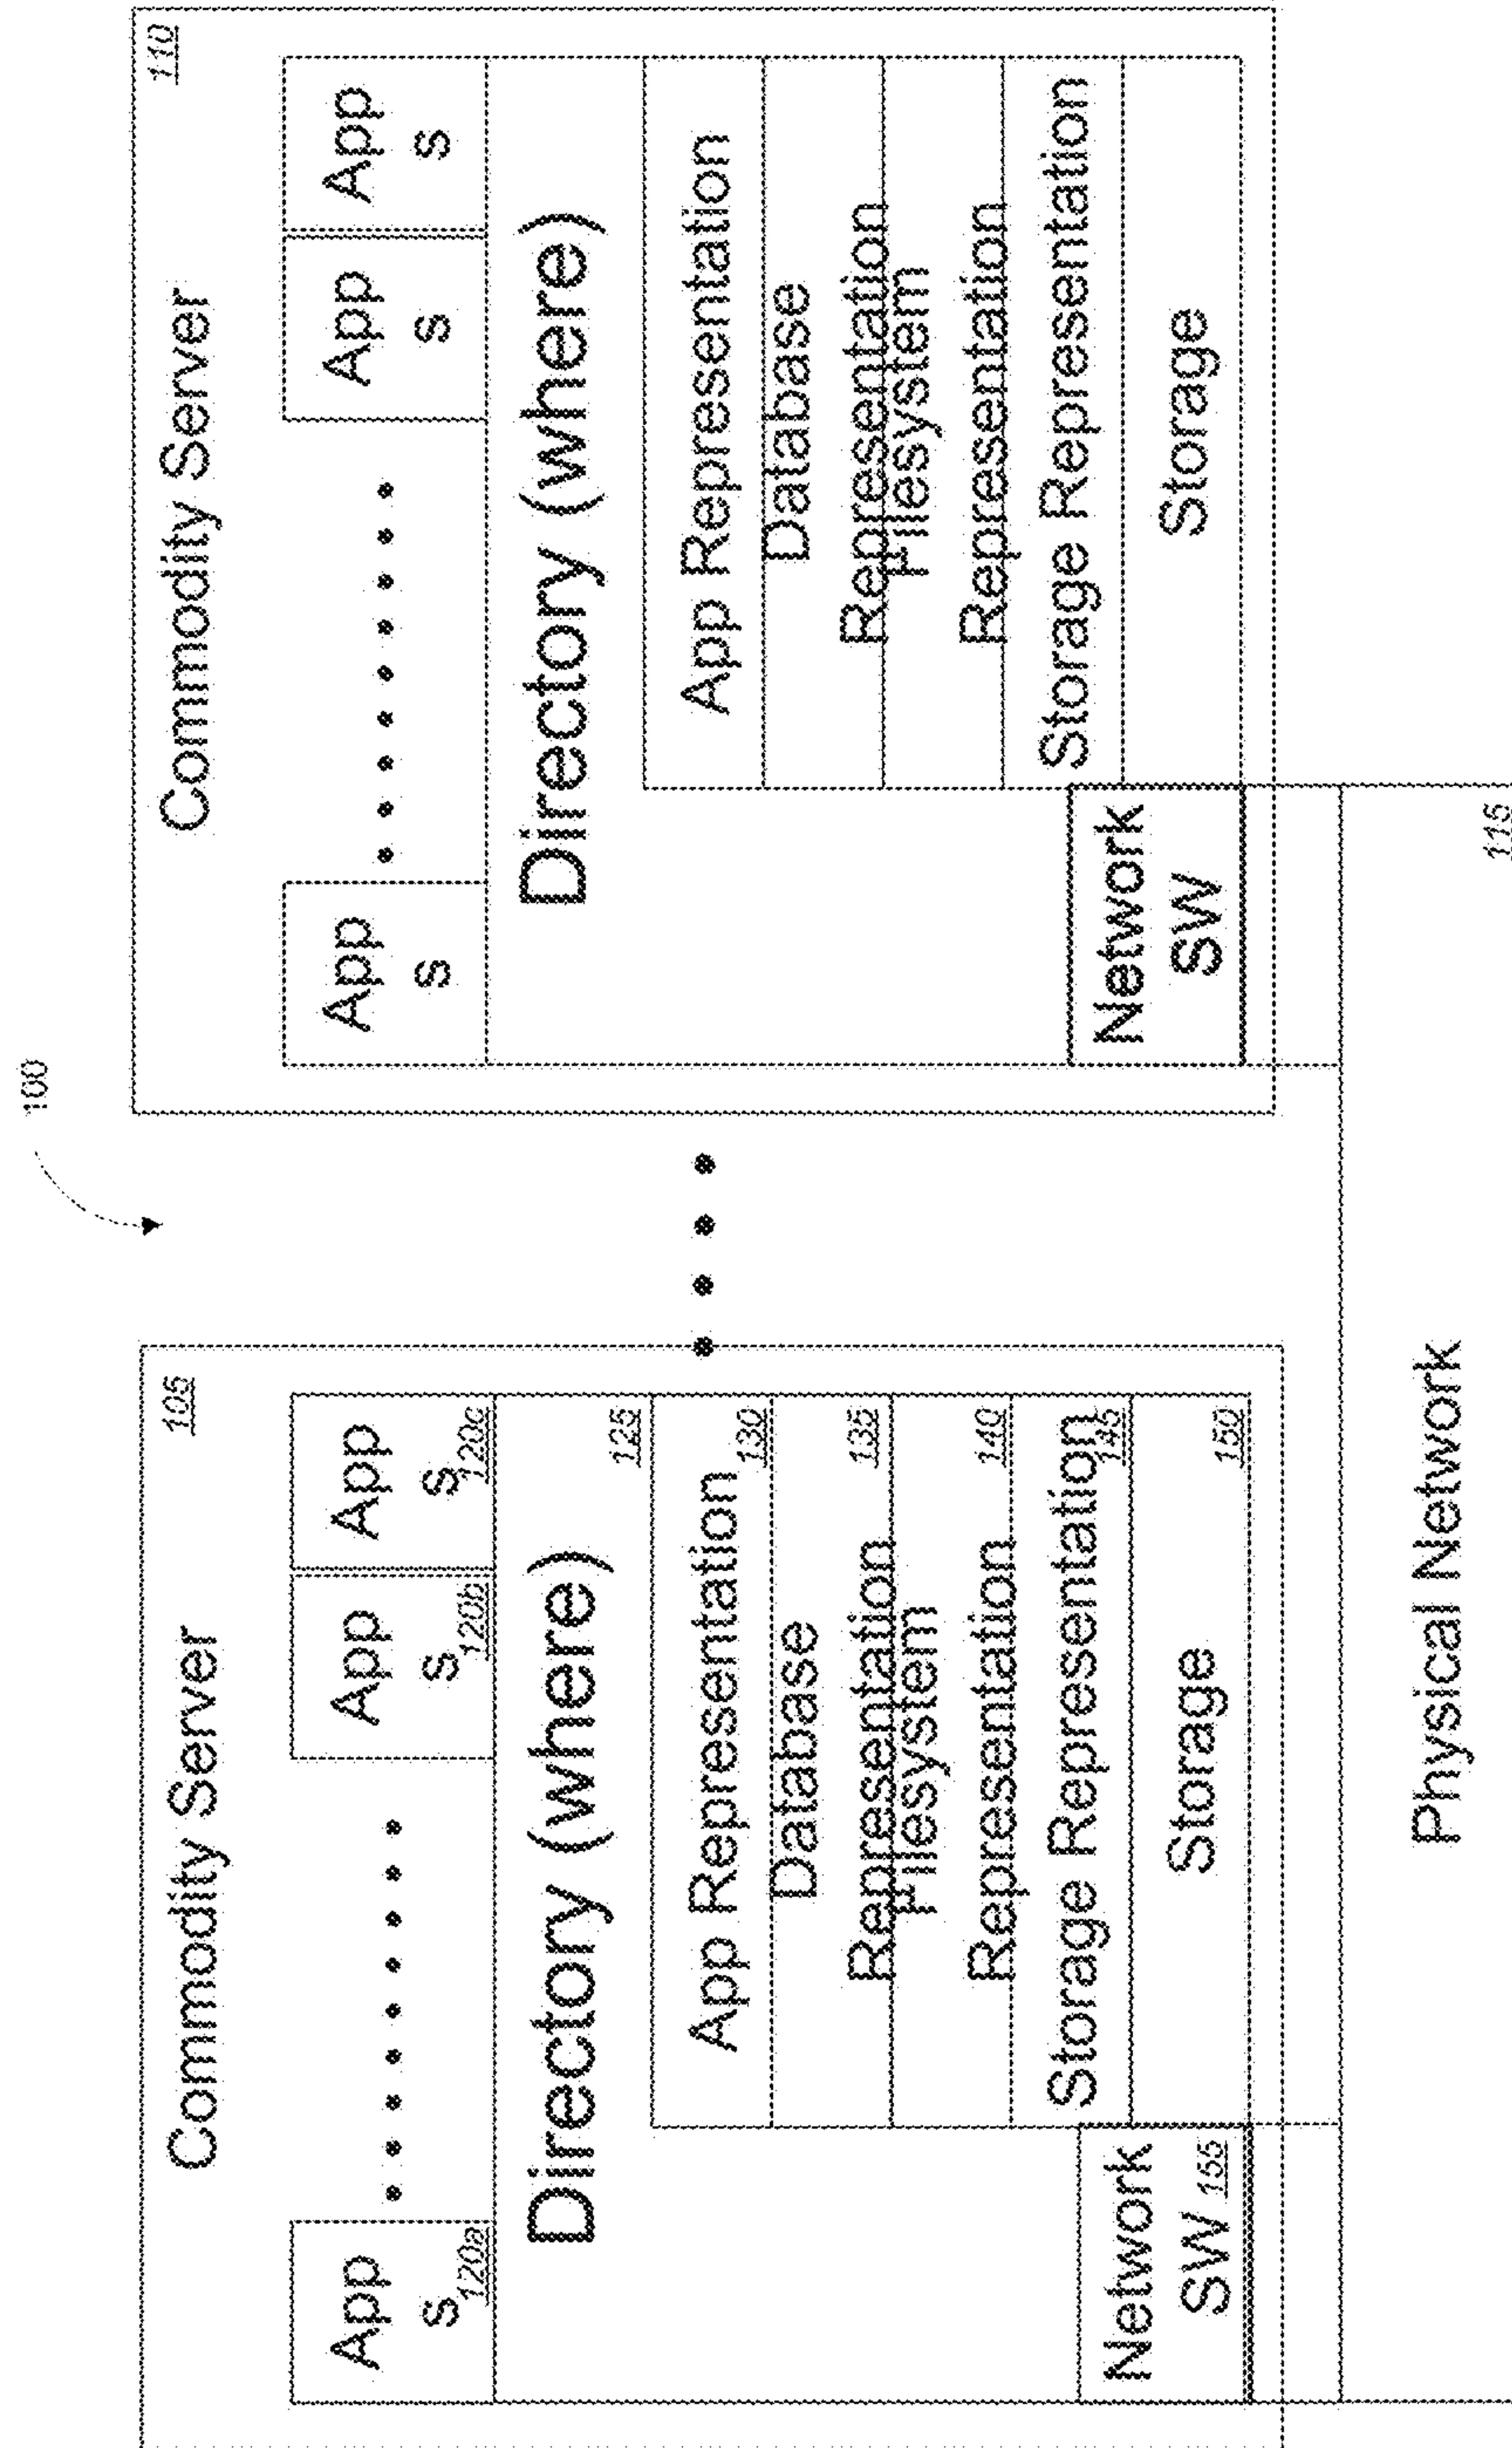 100
Commodity Server
105
App
s
120a
App
s
120b
App
s
120c
Directory (where)
125
App Representation
130
Database
Representation
135
Filesystem
Representation
140
Storage Representation
145
Storage
150
Network
SW 155
Commodity Server
110
App
s
App
s
App
s
Directory (where)
App Representation
Database
Representation
Filesystem
Representation
Storage Representation
Storage
Network
SW
Physical Network
115